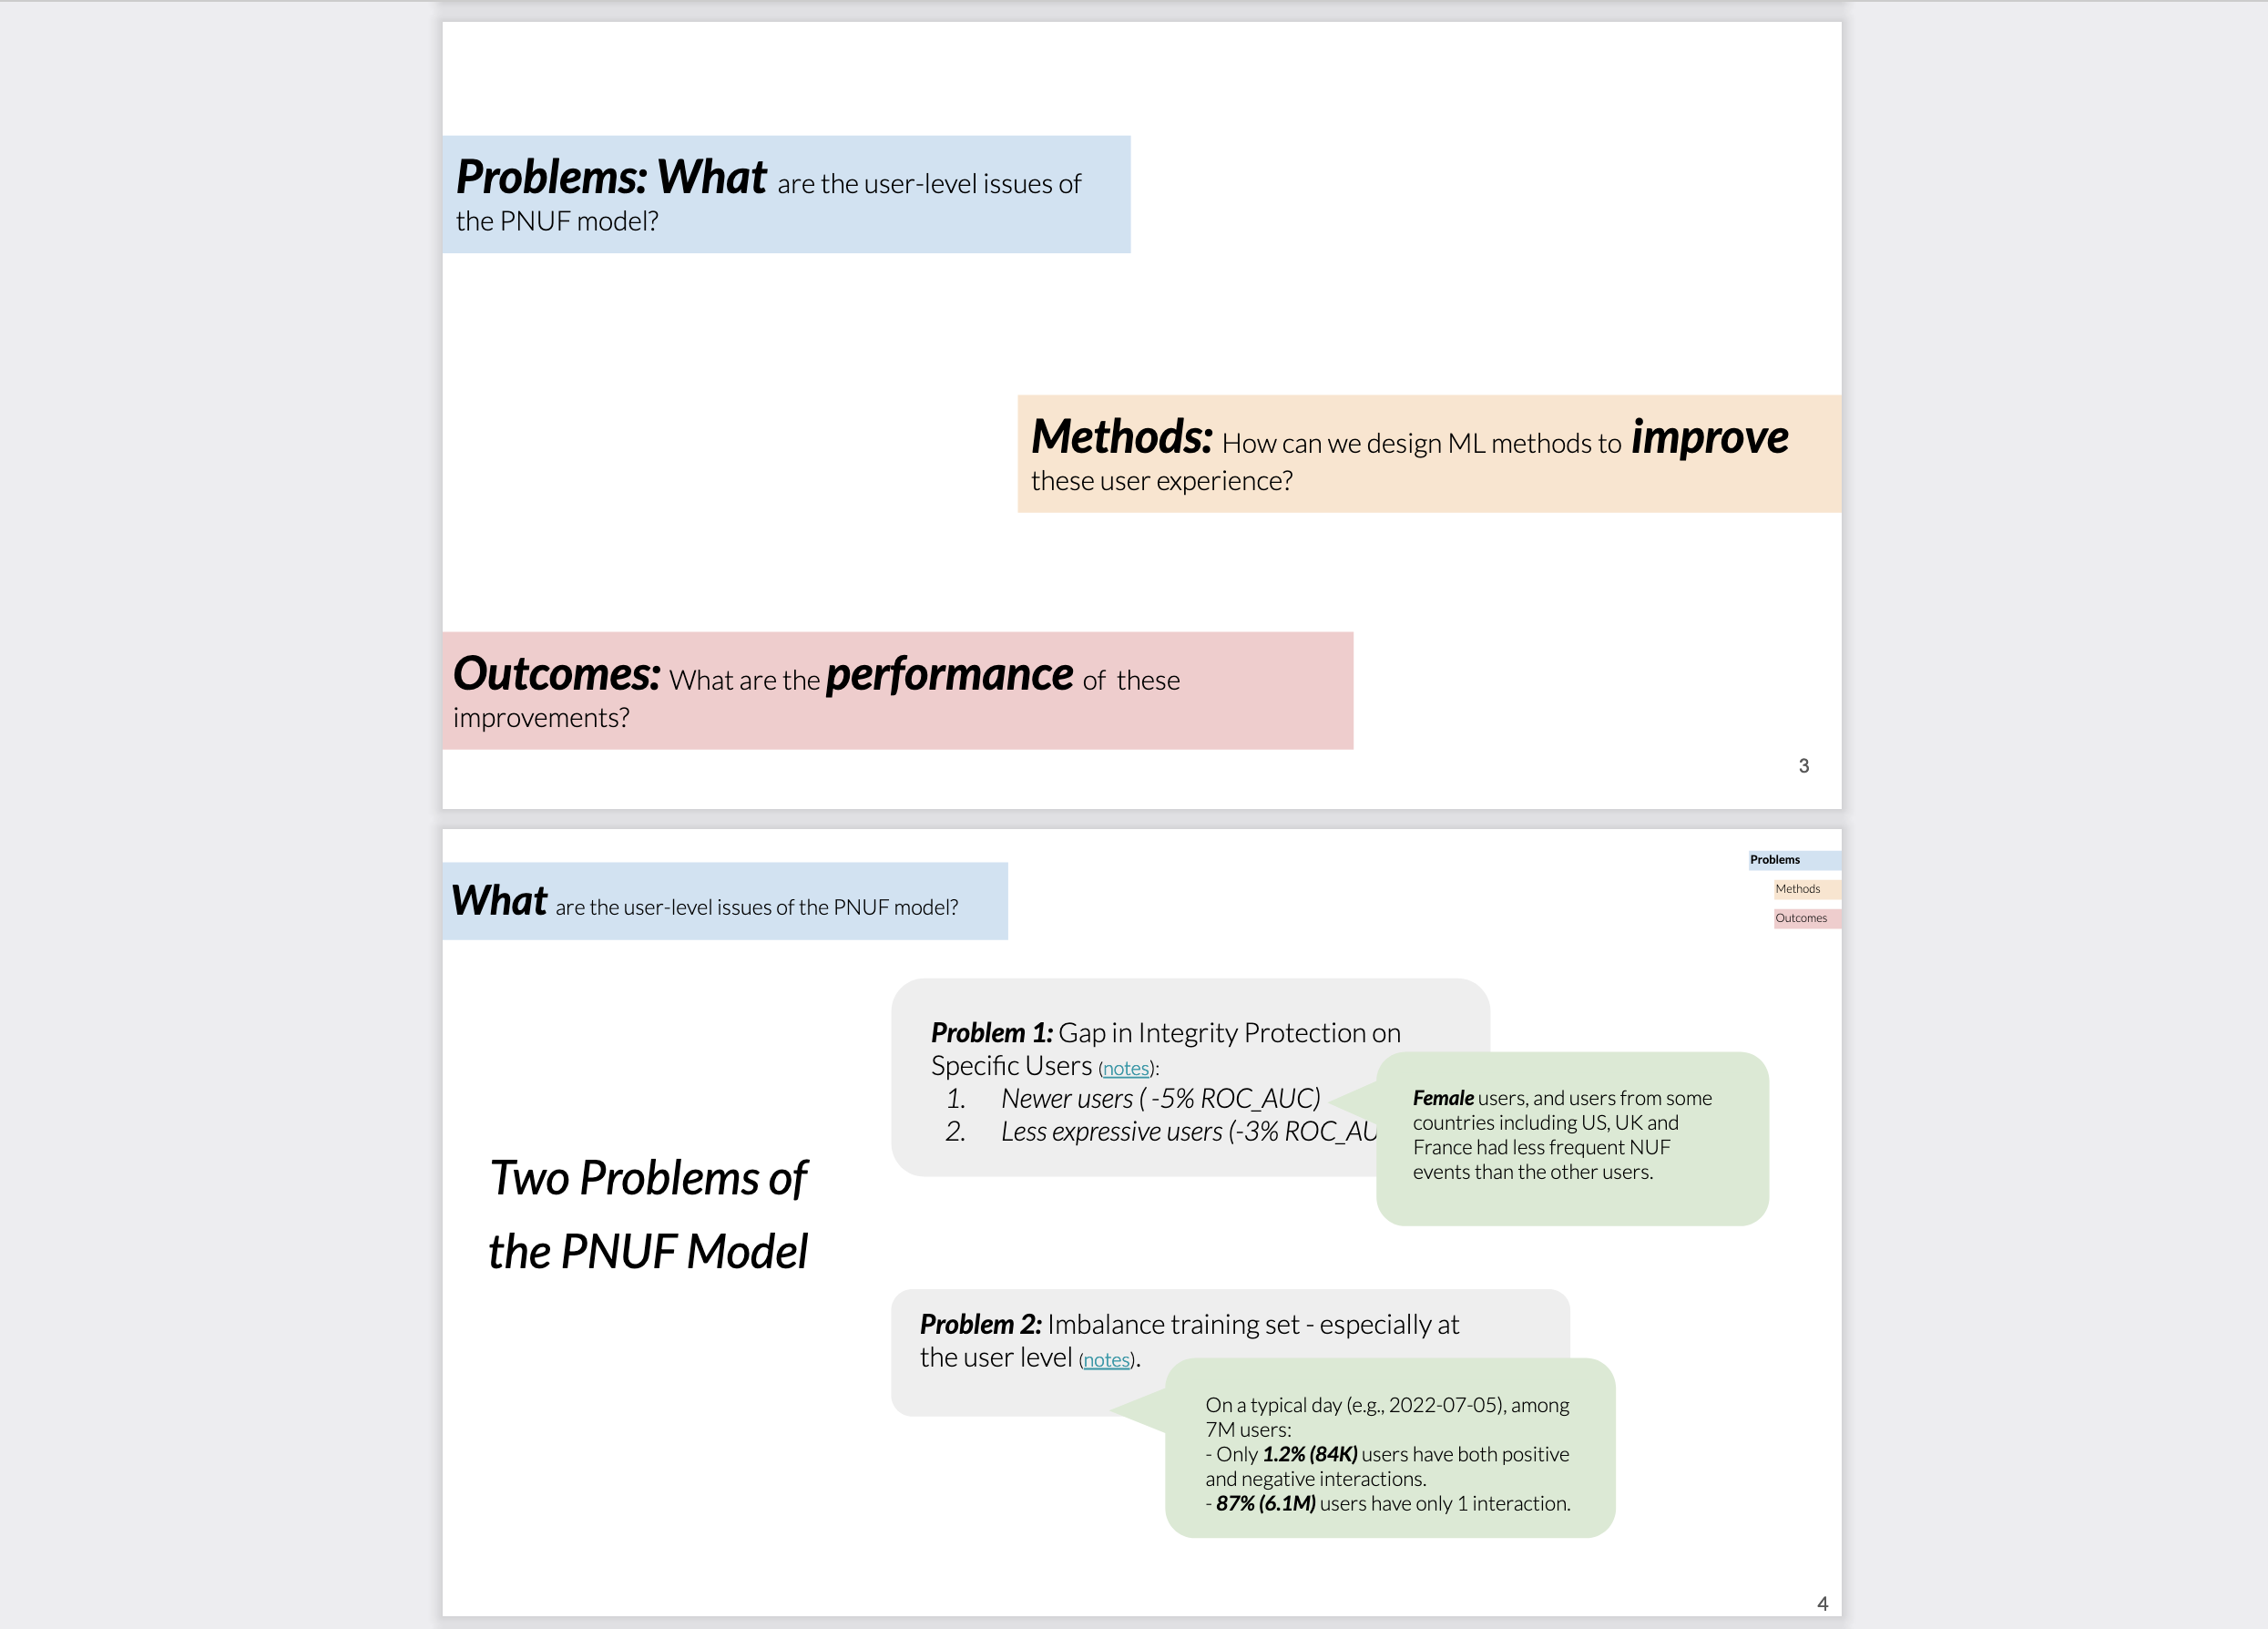 Problems: What are the user-level issues of
the PNUF model?
Methods: How can we design ML methods to improve
these user experience?
Outcomes: What are the performance of these
improvements?
3
What are the user-level issues of the PNUF model?
Problems
Methods
Outcomes
Two Problems of
the PNUF Model
Problem 1: Gap in Integrity Protection on
Specific Users (notes):
1. Newer users ( -5% ROC_AUC)
2. Less expressive users (-3% ROC_AU
Female users, and users from some
countries including US, UK and
France had less frequent NUF
events than the other users.
Problem 2: Imbalance training set - especially at
the user level (notes).
On a typical day (e.g., 2022-07-05), among
7M users:
- Only 1.2% (84K) users have both positive
and negative interactions.
- 87% (6.1M) users have only 1 interaction.
4